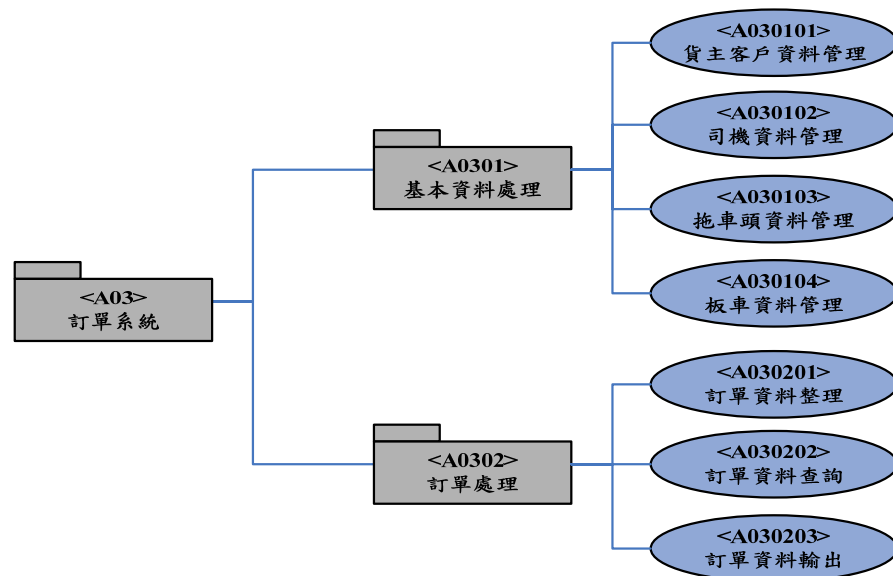 <A030101>
貨主客戶資料管理
<A030102>
司機資料管理
<A0301>
基本資料處理
<A030103>
拖車頭資料管理
<A030104>
板車資料管理
<A03>
訂單系統
<A030201>
訂單資料整理
<A0302>
訂單處理
<A030202>
訂單資料查詢
<A030203>
訂單資料輸出